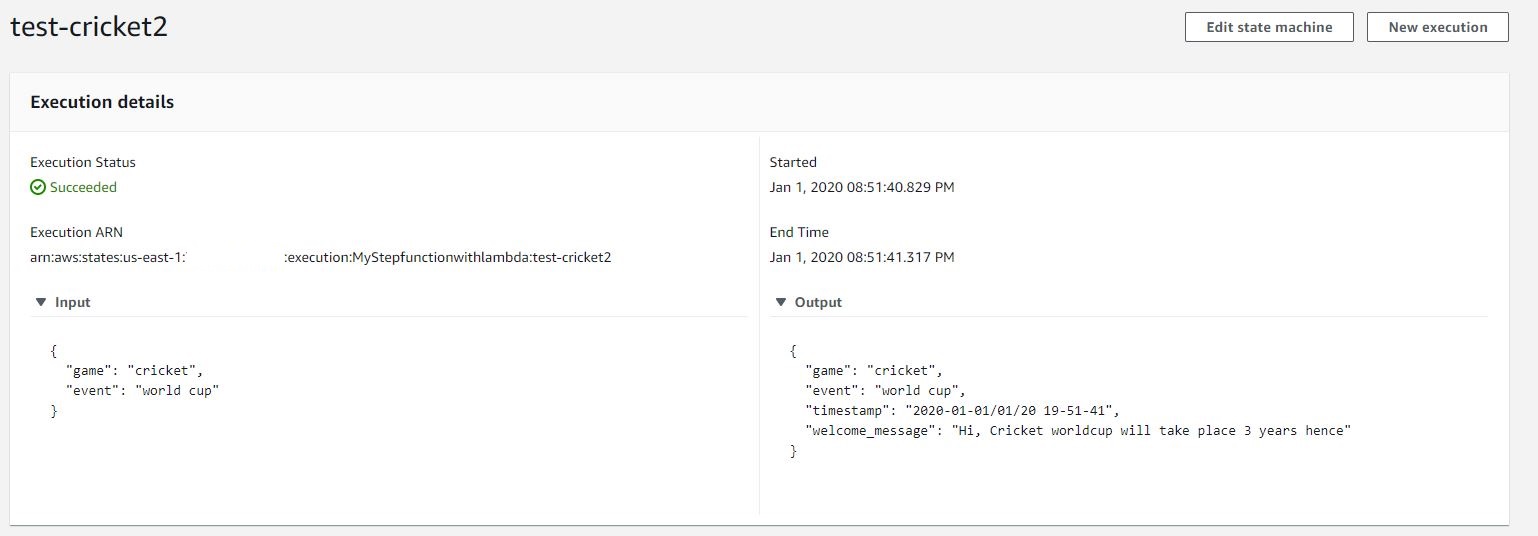 test-cricket2
Edit state machine
New execution
Execution details
Execution Status
Succeeded
Execution ARN
arn:aws:states:us-east-1: :execution:MyStepfunctionwithlambda:test-cricket2
Started
Jan 1, 2020 08:51:40.829 PM
End Time
Jan 1, 2020 08:51:41.317 PM
Input
{
"game": "cricket",
"event": "world cup"
}
Output
{
"game": "cricket",
"event": "world cup",
"timestamp": "2020-01-01/01/20 19-51-41",
"welcome_message": "Hi, Cricket worldcup will take place 3 years hence"
}